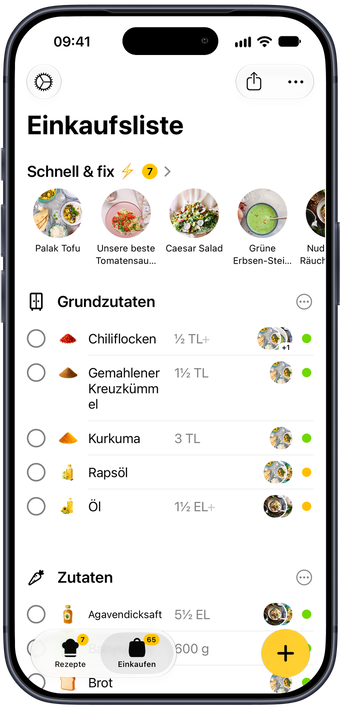 09:41
Einkaufsliste
Schnell & fix ⚡ 7
Palak Tofu
Unsere beste
Tomatensau...
Caesar Salad
Grüne
Erbsen-Stei...
Nud
Räuch
Grundzutaten
Chiliflocken ½ TL+
+1
Gemahlener 1½ TL
Kreuzkümm
el
Kurkuma 3 TL
Rapsöl
Öl 1½ EL+
Zutaten
Agavendicksaft 5½ EL
600 g
7
Rezepte
65
Einkaufen
+
Brot